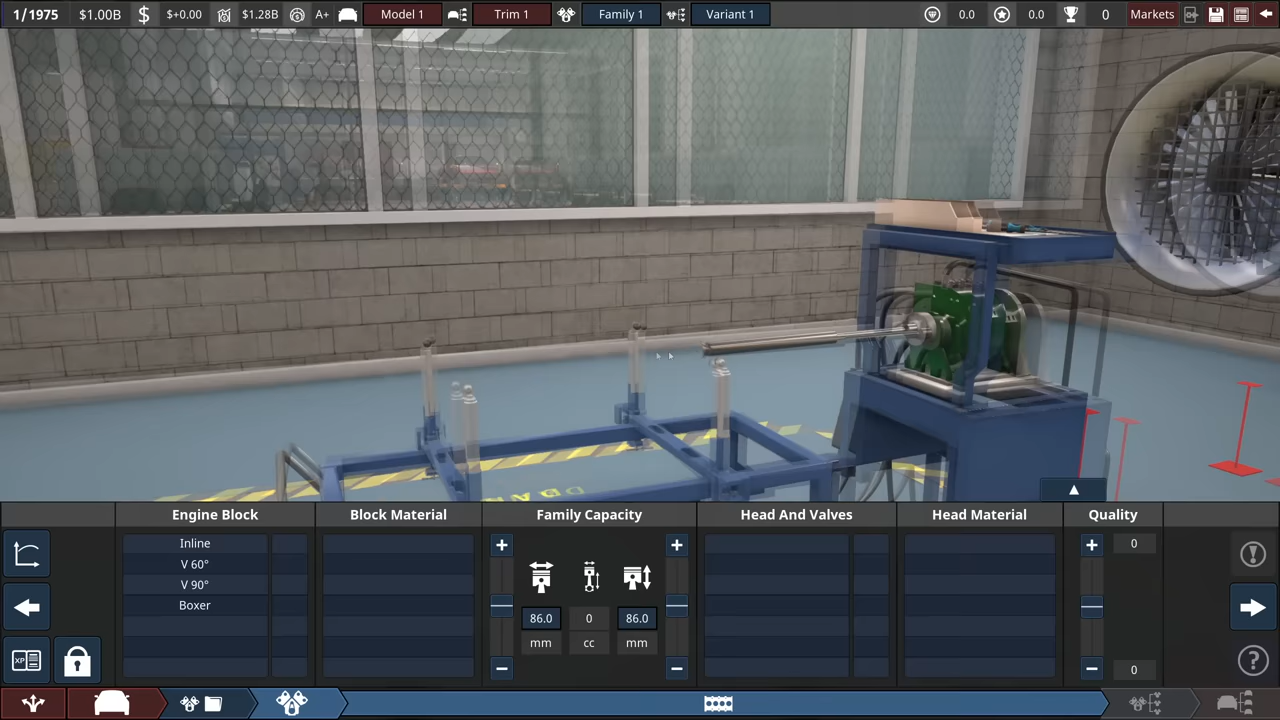 1/1975 $1.00B $ $+0.00 $1.28B A+ Model 1 Trim 1 Family 1 Variant 1 0.0 0.0 0 Markets
Engine Block Block Material Family Capacity Head And Valves Head Material Quality
Inline
V 60°
V 90°
Boxer
+ + +
86.0 0 86.0
mm cc mm
- - -
0
0
XP
?